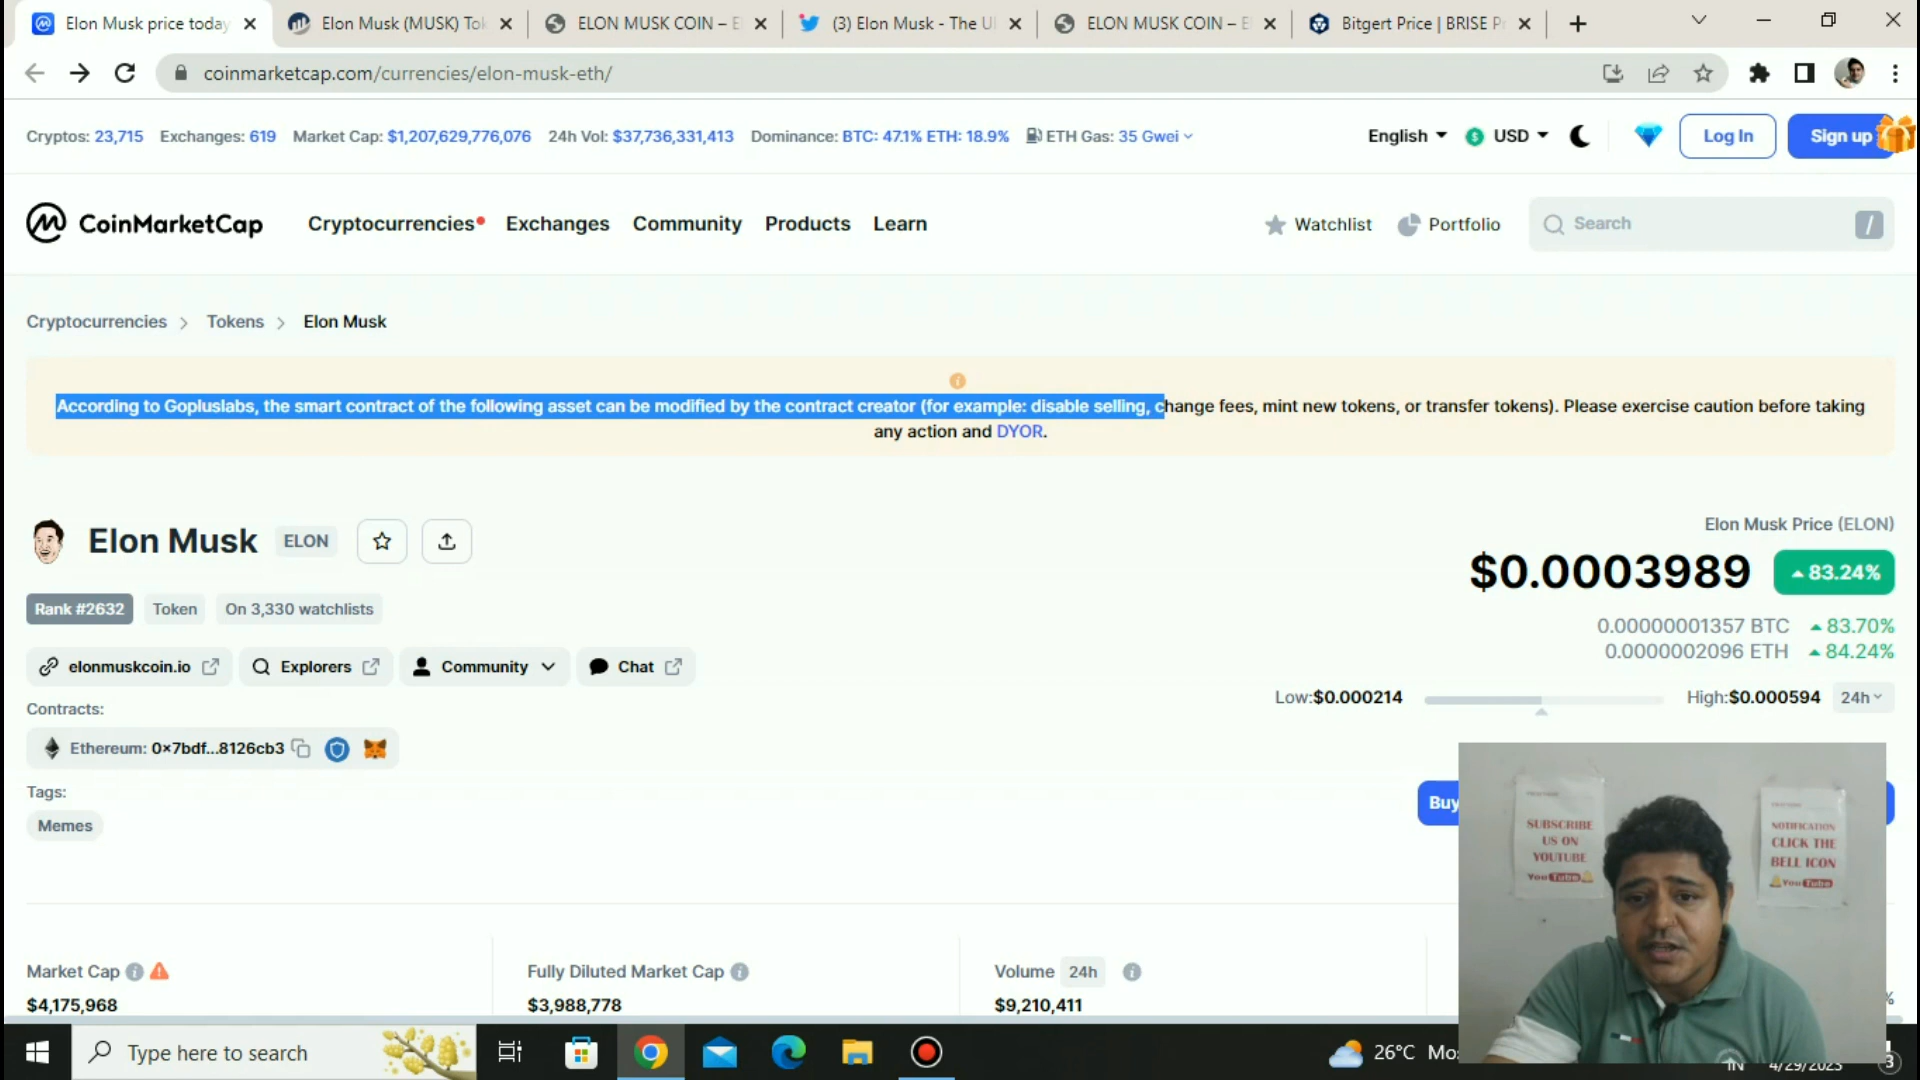 Elon Musk price today
Elon Musk (MUSK) Tok
ELON MUSK COIN – E
(3) Elon Musk - The U
ELON MUSK COIN – E
Bitgert Price | BRISE P
coinmarketcap.com/currencies/elon-musk-eth/
Cryptos: 23,715 Exchanges: 619 Market Cap: $1,207,629,776,076 24h Vol: $37,736,331,413 Dominance: BTC: 47.1% ETH: 18.9% ETH Gas: 35 Gwei
English USD Log In Sign up
CoinMarketCap Cryptocurrencies Exchanges Community Products Learn
Watchlist Portfolio Search /
Cryptocurrencies > Tokens > Elon Musk
According to Gopluslabs, the smart contract of the following asset can be modified by the contract creator (for example: disable selling, change fees, mint new tokens, or transfer tokens). Please exercise caution before taking
any action and DYOR.
Elon Musk ELON
Elon Musk Price (ELON)
$0.0003989 83.24%
Rank #2632 Token On 3,330 watchlists
0.00000001357 BTC 83.70%
0.0000002096 ETH 84.24%
elonmuskcoin.io Explorers Community Chat
Low:$0.000214 High:$0.000594 24h
Contracts:
Ethereum: 0x7bdf...8126cb3
Tags:
Memes
Buy
SUBSCRIBE
US ON
YOUTUBE
YouTube
NOTIFICATION
CLICK THE
BELL ICON
YouTube
Market Cap
$4,175,968
Fully Diluted Market Cap
$3,988,778
Volume 24h
$9,210,411
%
Type here to search
26°C
IN
4/29/2023
3